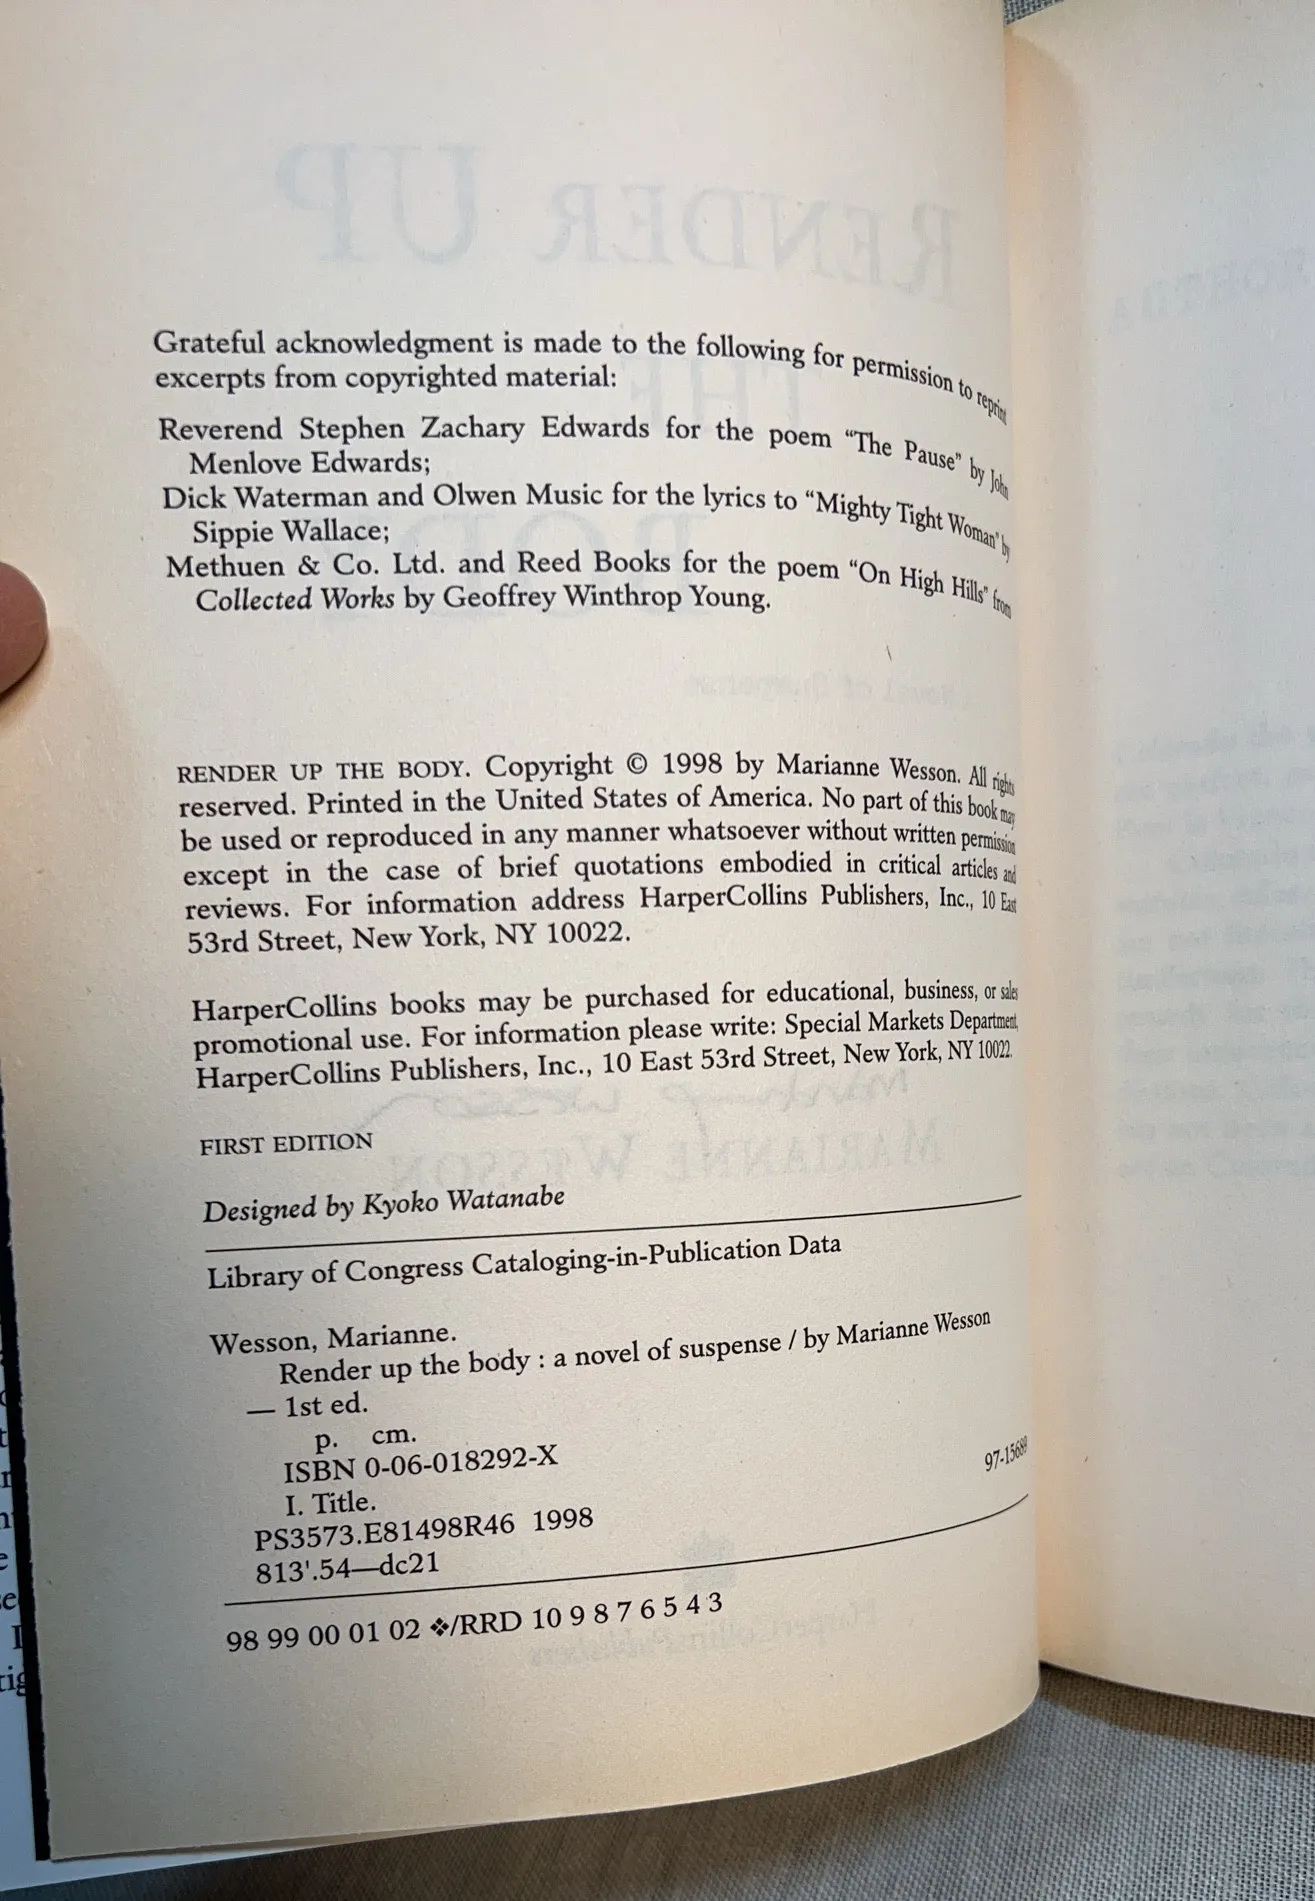 RENDER UP
THE
BODY
Grateful acknowledgment is made to the following for permission to reprint
excerpts from copyrighted material:
Reverend Stephen Zachary Edwards for the poem “The Pause” by John
Menlove Edwards;
Dick Waterman and Olwen Music for the lyrics to “Mighty Tight Woman” by
Sippie Wallace;
Methuen & Co. Ltd. and Reed Books for the poem “On High Hills” from
Collected Works by Geoffrey Winthrop Young.
RENDER UP THE BODY. Copyright © 1998 by Marianne Wesson. All rights
reserved. Printed in the United States of America. No part of this book may
be used or reproduced in any manner whatsoever without written permission
except in the case of brief quotations embodied in critical articles and
reviews. For information address HarperCollins Publishers, Inc., 10 East
53rd Street, New York, NY 10022.
HarperCollins books may be purchased for educational, business, or sales
promotional use. For information please write: Special Markets Department,
HarperCollins Publishers, Inc., 10 East 53rd Street, New York, NY 10022.
MARIANNE WESSON
FIRST EDITION
Designed by Kyoko Watanabe
Library of Congress Cataloging-in-Publication Data
Wesson, Marianne.
Render up the body : a novel of suspense / by Marianne Wesson
— 1st ed.
p. cm.
ISBN 0-06-018292-X
I. Title.
PS3573.E81498R46 1998
813'.54—dc21
97-15689
98 99 00 01 02 ❖/RRD 10 9 8 7 6 5 4 3